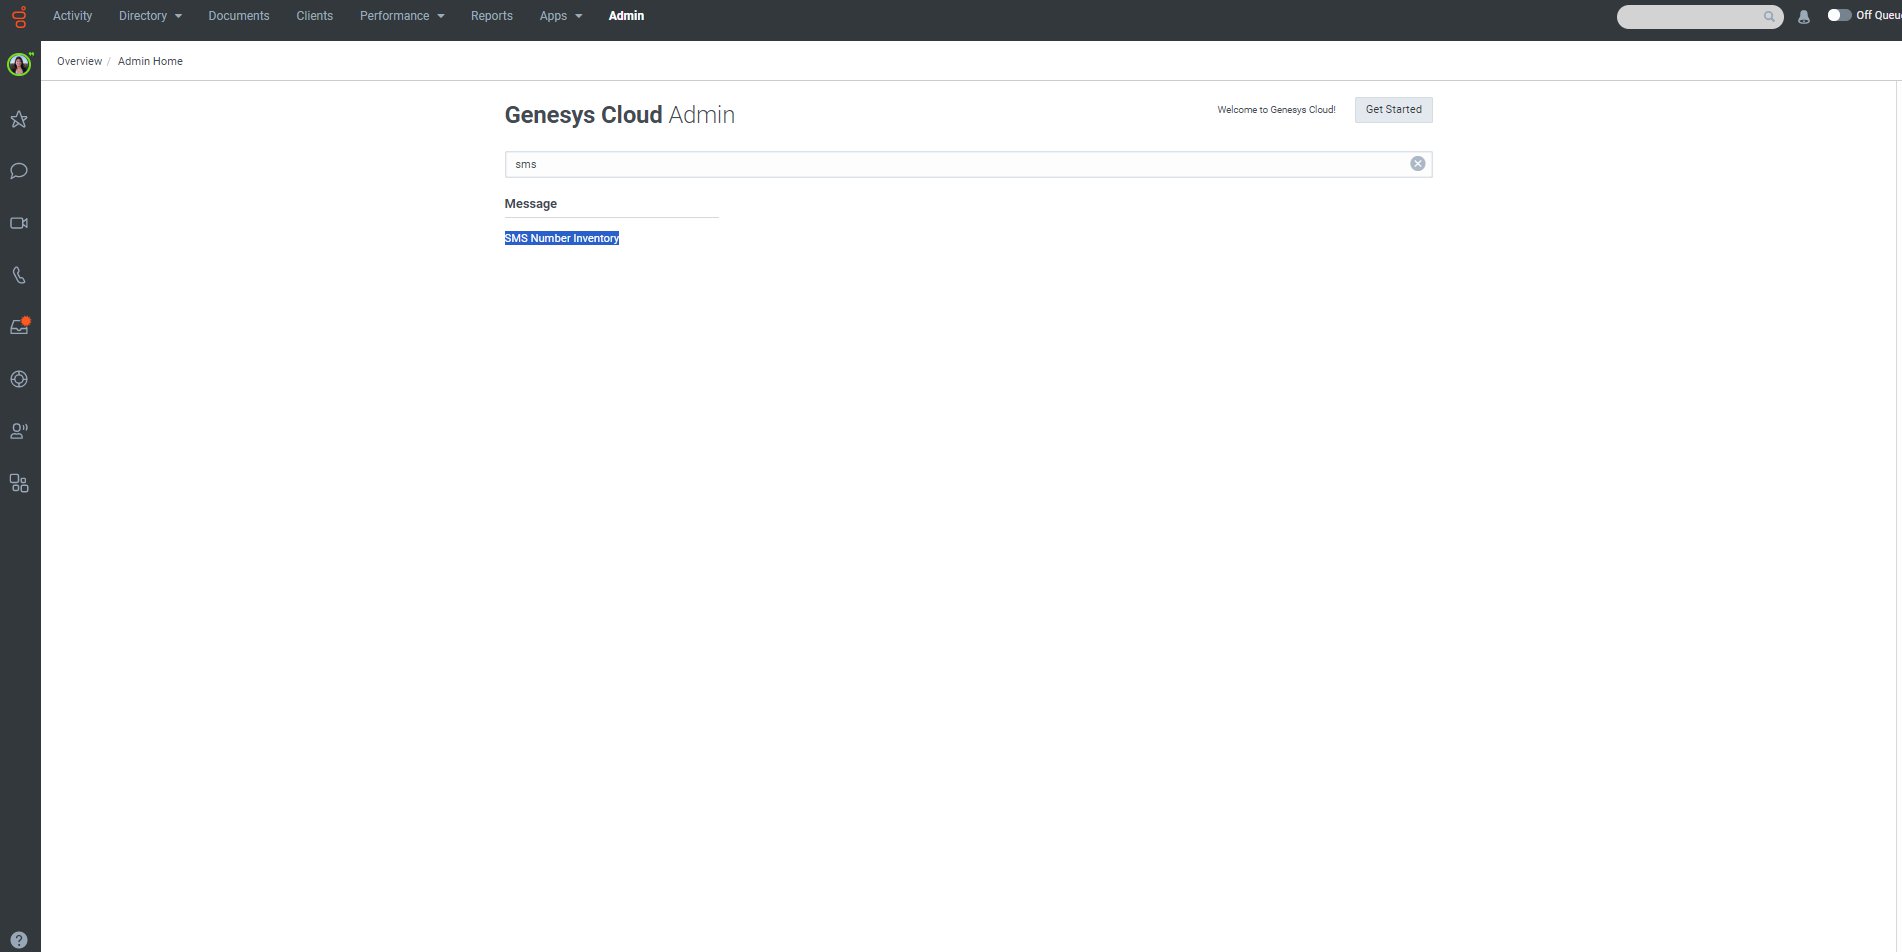 Activity Directory Documents Clients Performance Reports Apps Admin Off Queu
Overview / Admin Home
Genesys Cloud Admin
Welcome to Genesys Cloud! Get Started
sms
Message
SMS Number Inventory
?